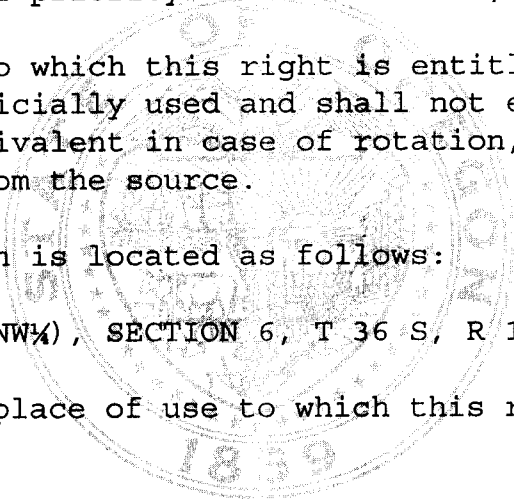 o which this right is entitl
icially used and shall not e
ivalent in case of rotation,
om the source.
n is located as follows:
NW¼), SECTION 6, T 36 S, R 1
place of use to which this r
1859